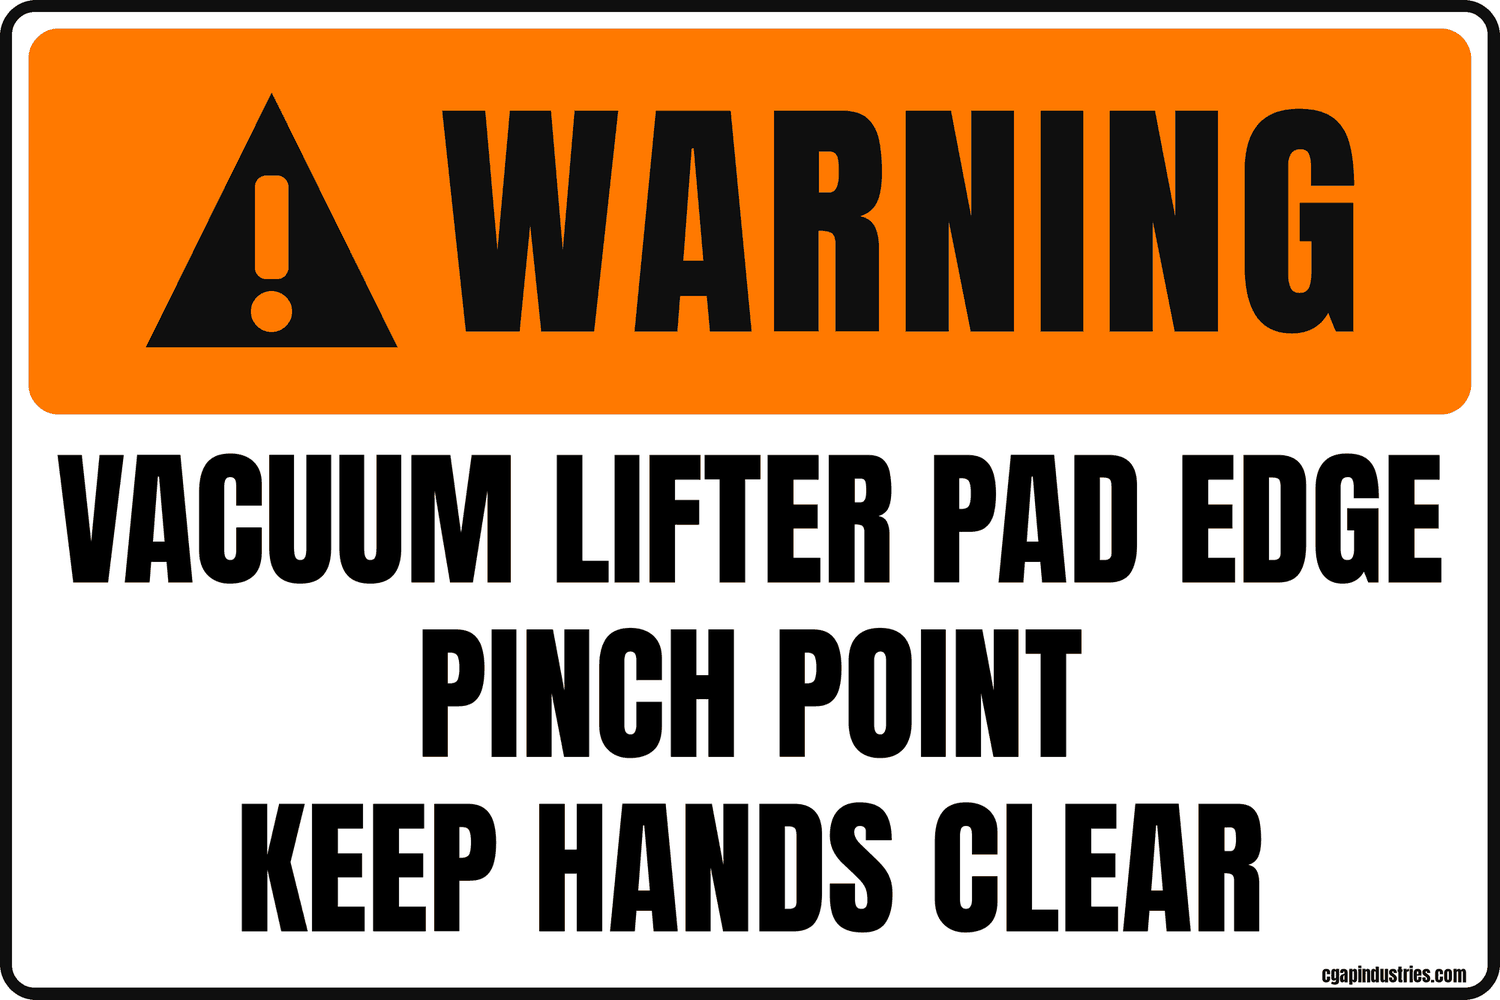 WARNING
VACUUM LIFTER PAD EDGE
PINCH POINT
KEEP HANDS CLEAR
cgapindustries.com